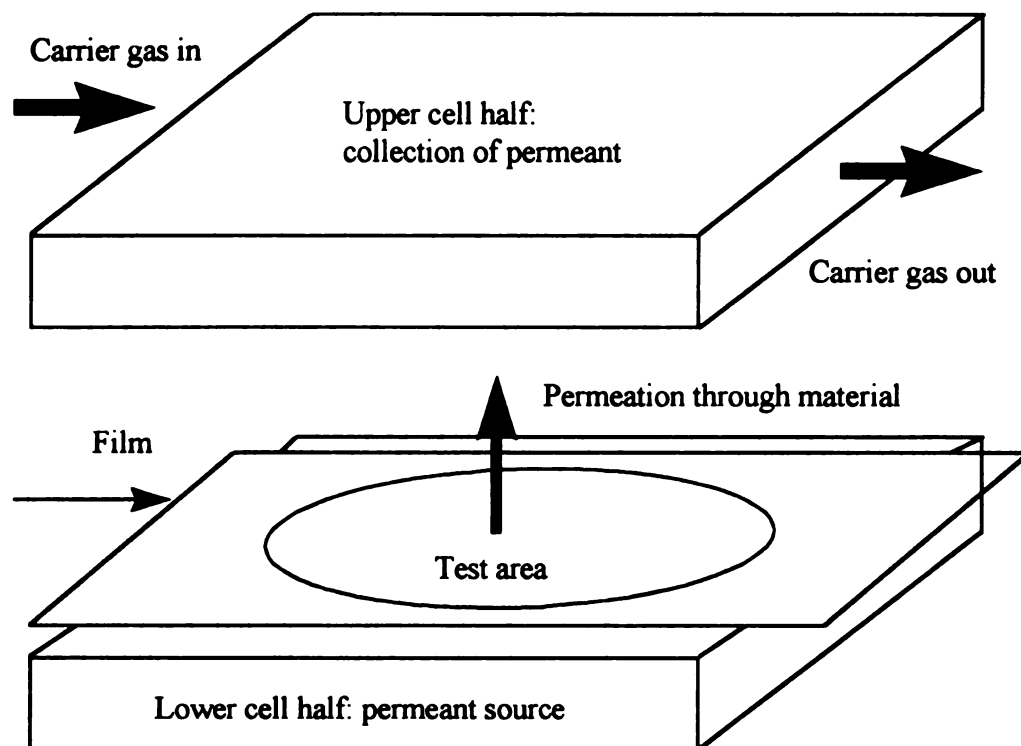 Carrier gas in
Upper cell half:
collection of permeant
Carrier gas out
Permeation through material
Film
Test area
Lower cell half: permeant source